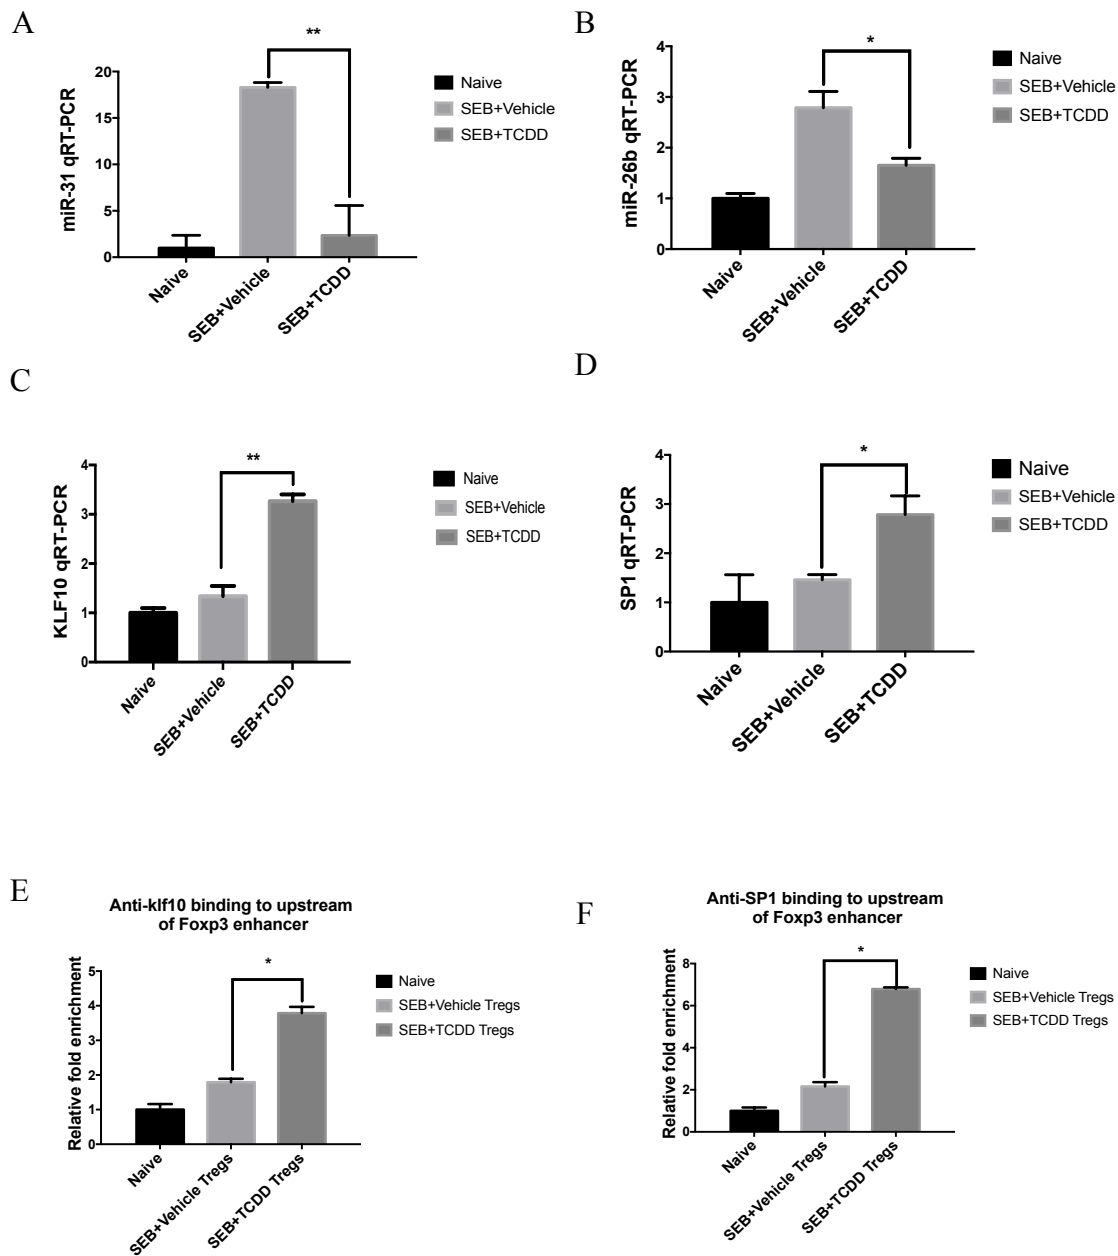 A
**
miR-31 qRT-PCR
20
15
10
5
0
Naive
SEB+Vehicle
SEB+TCDD
Naive
SEB+Vehicle
SEB+TCDD
B
*
miR-26b qRT-PCR
4
3
2
1
0
Naive
SEB+Vehicle
SEB+TCDD
Naive
SEB+Vehicle
SEB+TCDD
C
**
KLF10 qRT-PCR
4
3
2
1
0
Naive
SEB+Vehicle
SEB+TCDD
Naive
SEB+Vehicle
SEB+TCDD
D
*
SP1 qRT-PCR
4
3
2
1
0
Naive
SEB+Vehicle
SEB+TCDD
Naive
SEB+Vehicle
SEB+TCDD
E
Anti-klf10 binding to upstream
of Foxp3 enhancer
*
Relative fold enrichment
5
4
3
2
1
0
Naive
SEB+Vehicle Tregs
SEB+TCDD Tregs
Naive
SEB+Vehicle Tregs
SEB+TCDD Tregs
F
Anti-SP1 binding to upstream
of Foxp3 enhancer
*
Relative fold enrichment
8
6
4
2
0
Naive
SEB+Vehicle Tregs
SEB+TCDD Tregs
Naive
SEB+Vehicle Tregs
SEB+TCDD Tregs